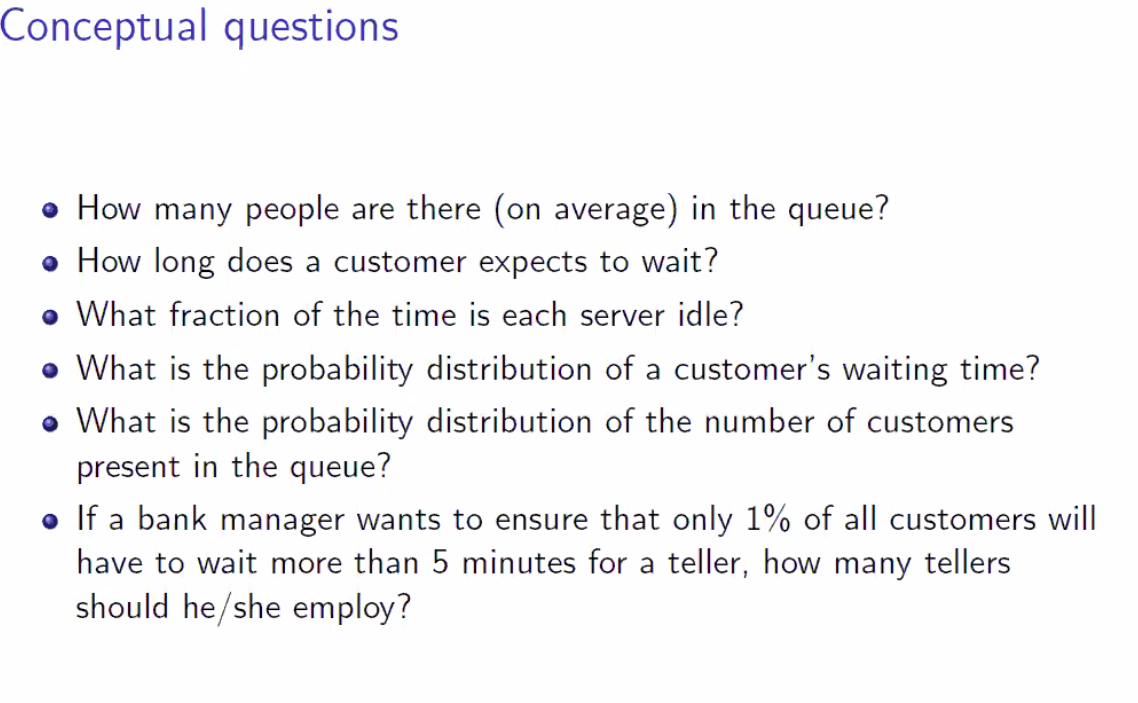 Conceptual questions
How many people are there (on average) in the queue?
How long does a customer expects to wait?
What fraction of the time is each server idle?
What is the probability distribution of a customer's waiting time?
What is the probability distribution of the number of customers
present in the queue?
If a bank manager wants to ensure that only 1% of all customers will
have to wait more than 5 minutes for a teller, how many tellers
should he/she employ?